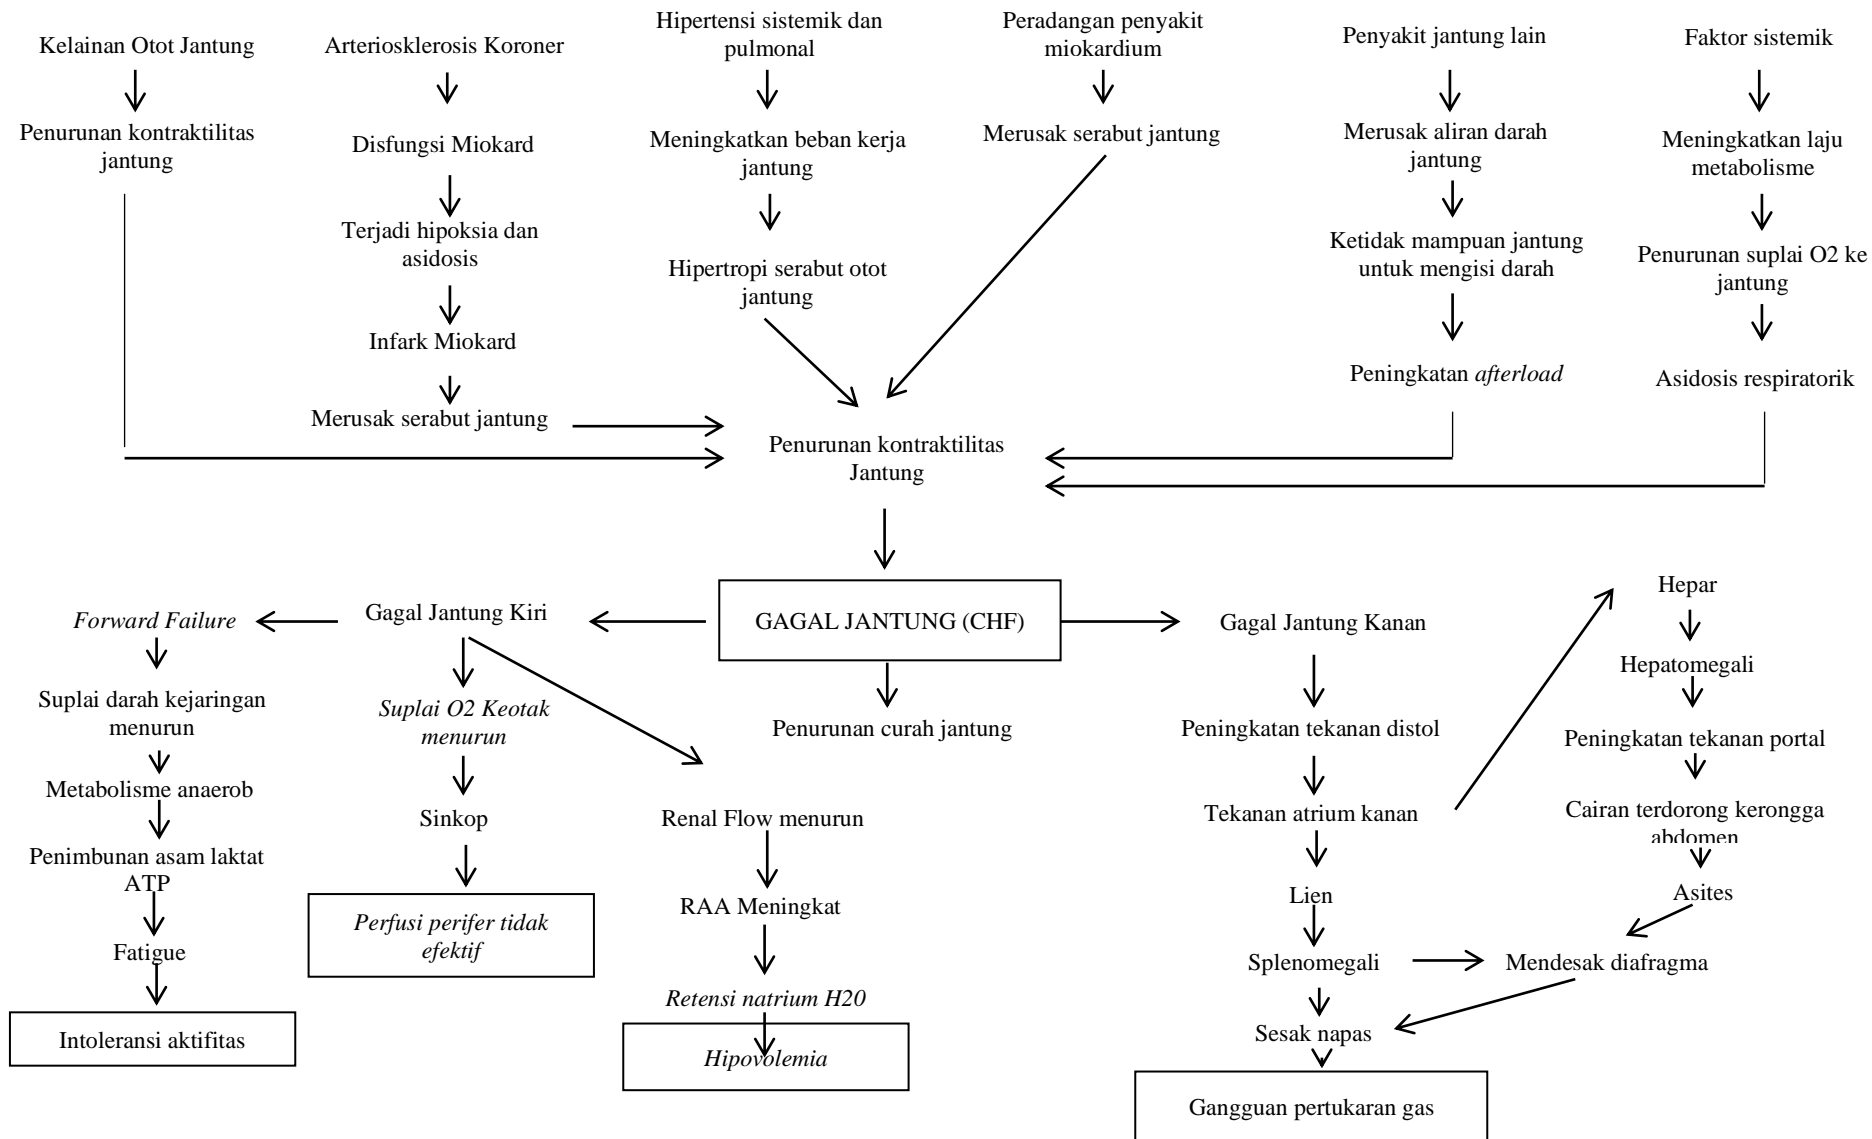 Kelainan Otot Jantung
Penurunan kontraktilitas
jantung
Arteriosklerosis Koroner
Disfungsi Miokard
Terjadi hipoksia dan
asidosis
Infark Miokard
Merusak serabut jantung
Hipertensi sistemik dan
pulmonal
Meningkatkan beban kerja
jantung
Hipertropi serabut otot
jantung
Peradangan penyakit
miokardium
Merusak serabut jantung
Penyakit jantung lain
Merusak aliran darah
jantung
Ketidak mampuan jantung
untuk mengisi darah
Peningkatan afterload
Faktor sistemik
Meningkatkan laju
metabolisme
Penurunan suplai O2 ke
jantung
Asidosis respiratorik
Penurunan kontraktilitas
Jantung
GAGAL JANTUNG (CHF)
Penurunan curah jantung
Gagal Jantung Kiri
Forward Failure
Suplai darah kejaringan
menurun
Metabolisme anaerob
Penimbunan asam laktat
ATP
Fatigue
Intoleransi aktifitas
Suplai O2 Keotak
menurun
Sinkop
Perfusi perifer tidak
efektif
Renal Flow menurun
RAA Meningkat
Retensi natrium H20
Hipovolemia
Gagal Jantung Kanan
Peningkatan tekanan distol
Tekanan atrium kanan
Lien
Splenomegali
Sesak napas
Gangguan pertukaran gas
Hepar
Hepatomegali
Peningkatan tekanan portal
Cairan terdorong kerongga
abdomen
Asites
Mendesak diafragma